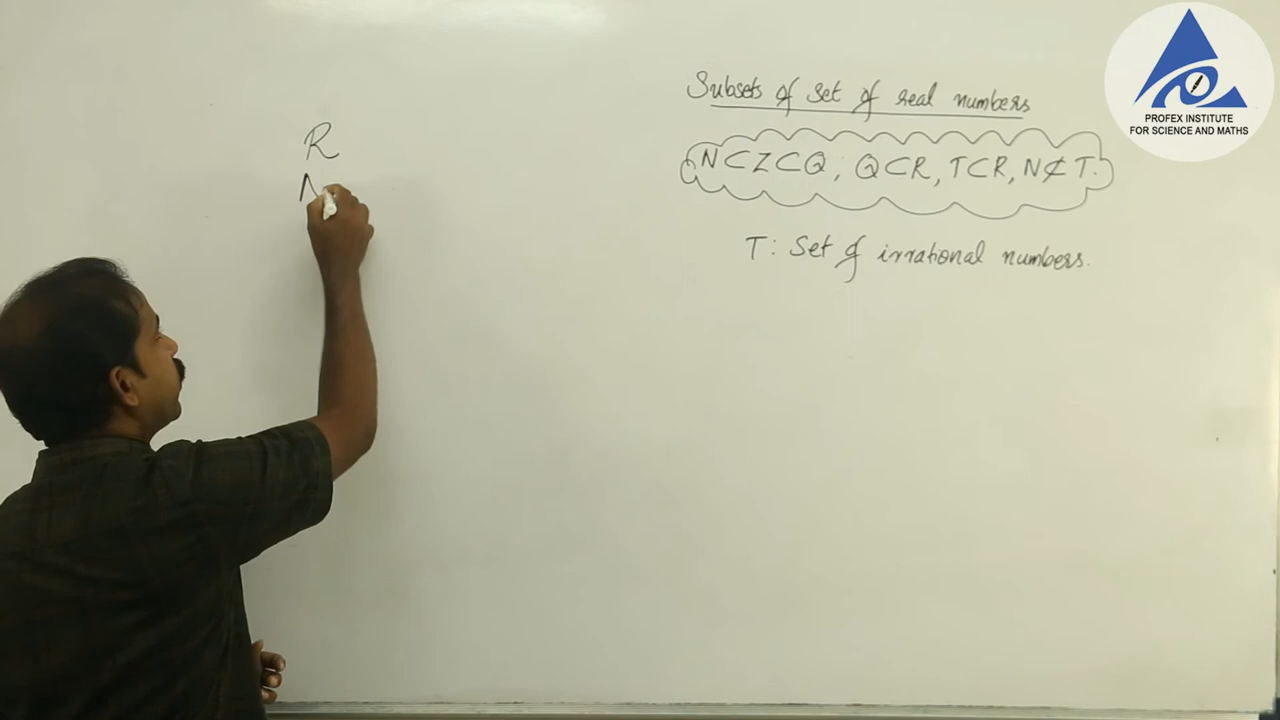 Subsets of set of real numbers
N⊂Z⊂Q, Q⊂R, T⊂R, N⊄T.
T: Set of irrational numbers.
R
N
PROFEX INSTITUTE
FOR SCIENCE AND MATHS